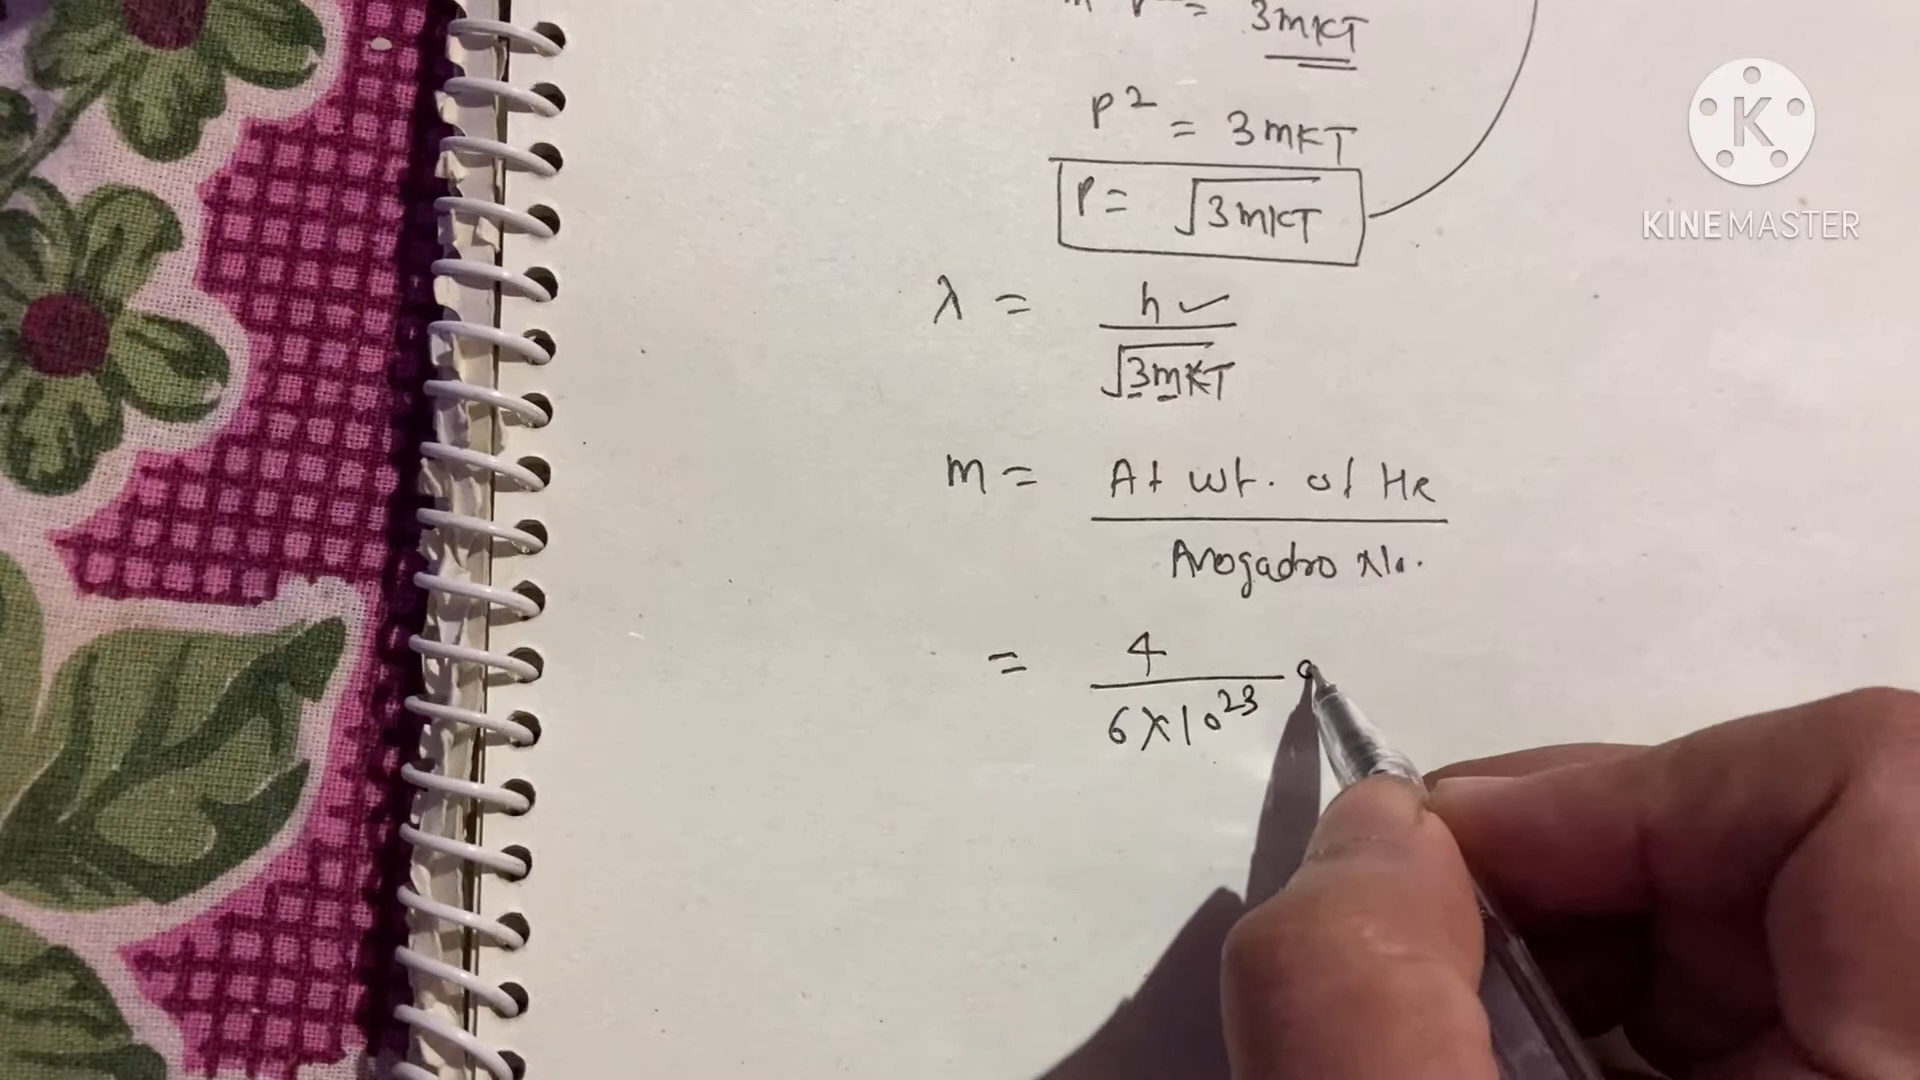 = 3mKT
P² = 3mKT
P = √3mKT
K
KINEMASTER
λ = h ✓ / √3mKT
m = At wt. of He / Avogadro No.
= 4 / 6×10²³